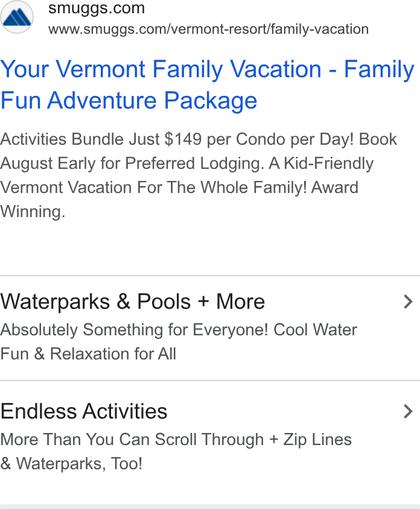 smuggs.com
www.smuggs.com/vermont-resort/family-vacation
Your Vermont Family Vacation - Family
Fun Adventure Package
Activities Bundle Just $149 per Condo per Day! Book
August Early for Preferred Lodging. A Kid-Friendly
Vermont Vacation For The Whole Family! Award
Winning.
Waterparks & Pools + More
Absolutely Something for Everyone! Cool Water
Fun & Relaxation for All
Endless Activities
More Than You Can Scroll Through + Zip Lines
& Waterparks, Too!